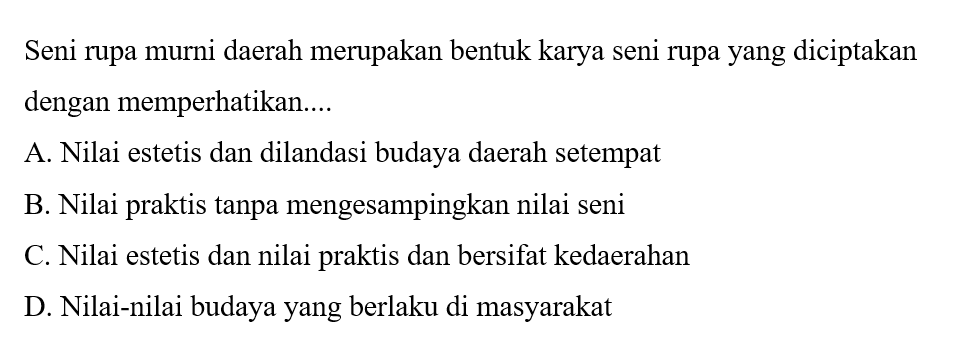 Seni rupa murni daerah merupakan bentuk karya seni rupa yang diciptakan
dengan memperhatikan....
A. Nilai estetis dan dilandasi budaya daerah setempat
B. Nilai praktis tanpa mengesampingkan nilai seni
C. Nilai estetis dan nilai praktis dan bersifat kedaerahan
D. Nilai-nilai budaya yang berlaku di masyarakat